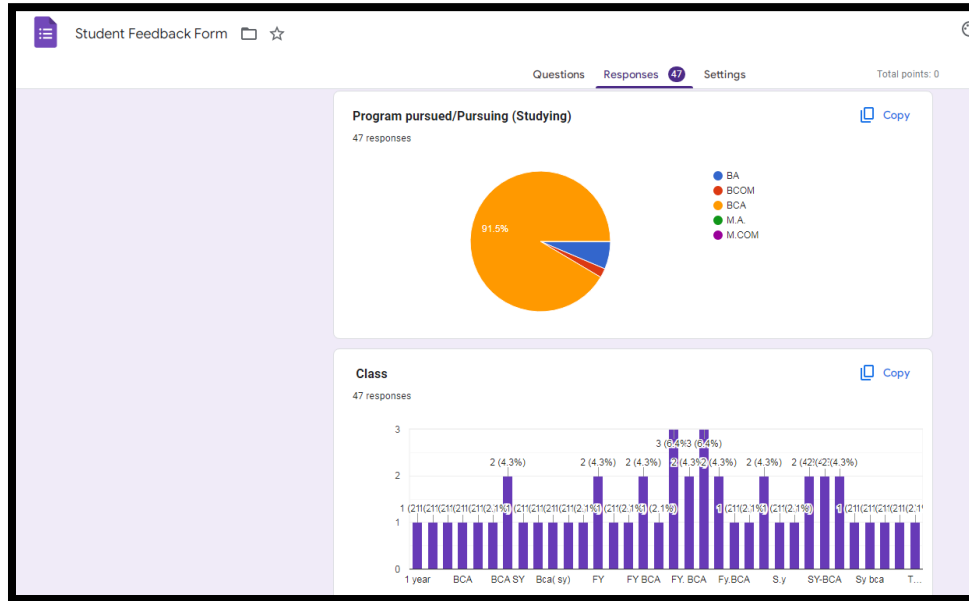 Student Feedback Form
Questions Responses 47 Settings Total points: 0
Program pursued/Pursuing (Studying) Copy
47 responses
91.5%
BA
BCOM
BCA
M.A.
M.COM
Class Copy
47 responses
3
3 (6.4%) 3 (6.4%)
2 (4.3%) 2 (4.3%) 2 (4.3%) 2 (4.3%) 2 (4.3%)
2
1
0
1 year BCA BCA SY Bca( sy) FY FY BCA FY. BCA Fy.BCA S.y SY-BCA Sy bca T...